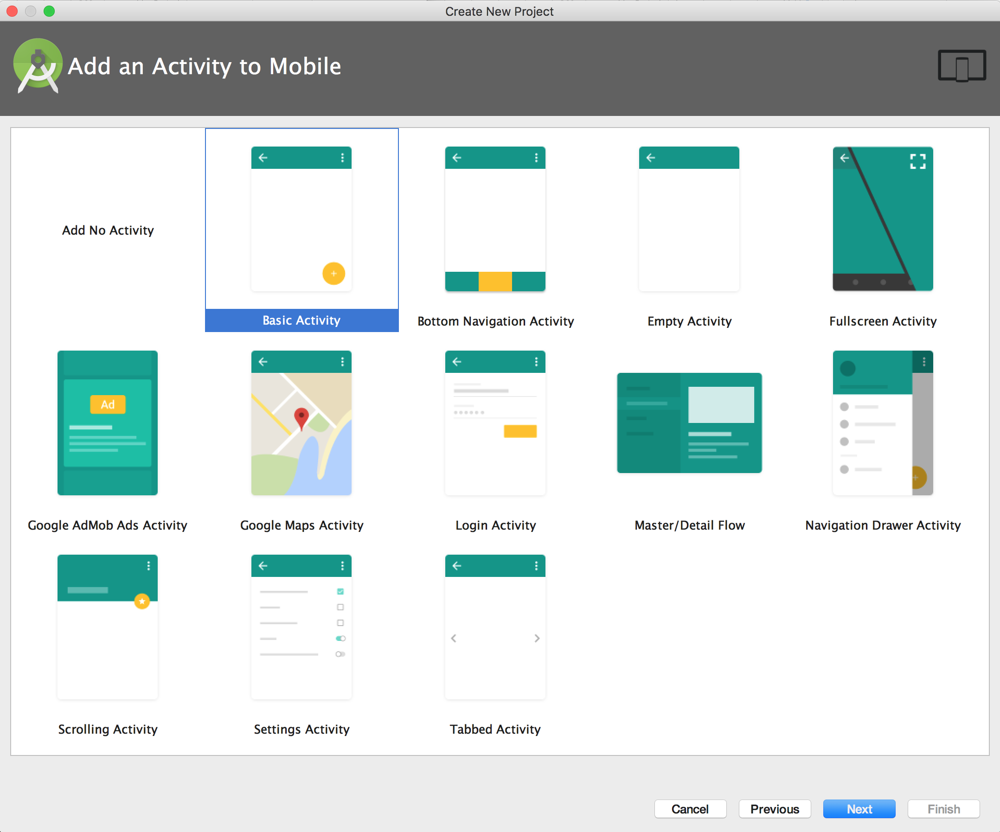 Create New Project
Add an Activity to Mobile
Add No Activity
Basic Activity
Bottom Navigation Activity
Empty Activity
Fullscreen Activity
Ad
Google AdMob Ads Activity
Google Maps Activity
Login Activity
Master/Detail Flow
Navigation Drawer Activity
Scrolling Activity
Settings Activity
Tabbed Activity
Cancel
Previous
Next
Finish